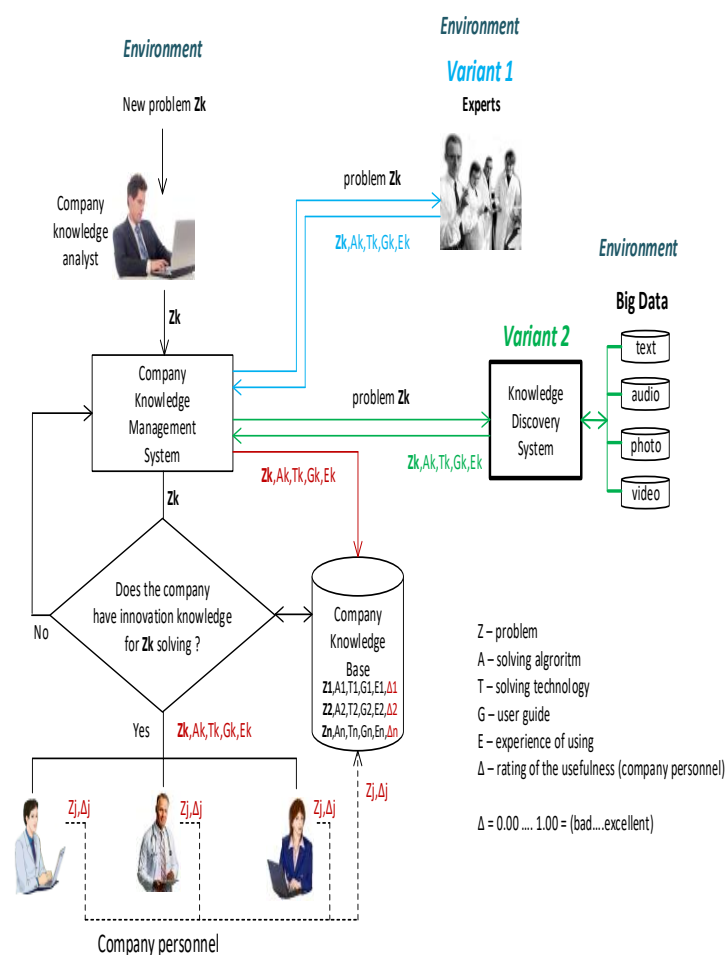 Environment
Environment
Variant 1
Experts
New problem Zk
Company
knowledge
analyst
problem Zk
Zk,Ak,Tk,Gk,Ek
Environment
Big Data
text
audio
photo
video
Zk
Variant 2
Company
Knowledge
Management
System
problem Zk
Knowledge
Discovery
System
Zk,Ak,Tk,Gk,Ek
Zk,Ak,Tk,Gk,Ek
Zk
Does the company
have innovation knowledge
for Zk solving ?
No
Company
Knowledge
Base
Z1,A1,T1,G1,E1,Δ1
Z2,A2,T2,G2,E2,Δ2
Zn,An,Tn,Gn,En,Δn
Yes
Zk,Ak,Tk,Gk,Ek
Zj,Δj
Zj,Δj
Zj,Δj
Zj,Δj
Company personnel
Z – problem
A – solving algoritm
T – solving technology
G – user guide
E – experience of using
Δ – rating of the usefulness (company personnel)
Δ = 0.00 .... 1.00 = (bad....excellent)